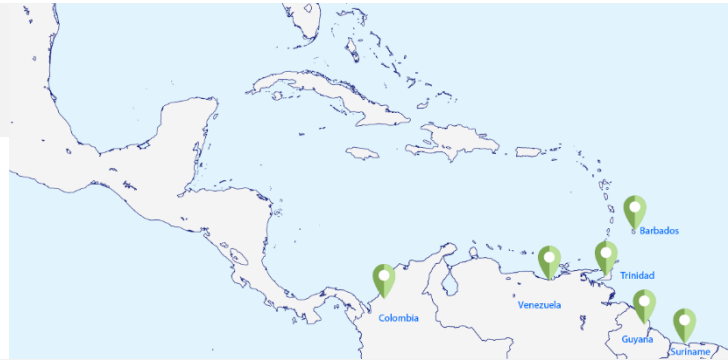 Barbados
Trinidad
Venezuela
Colombia
Guyana
Suriname